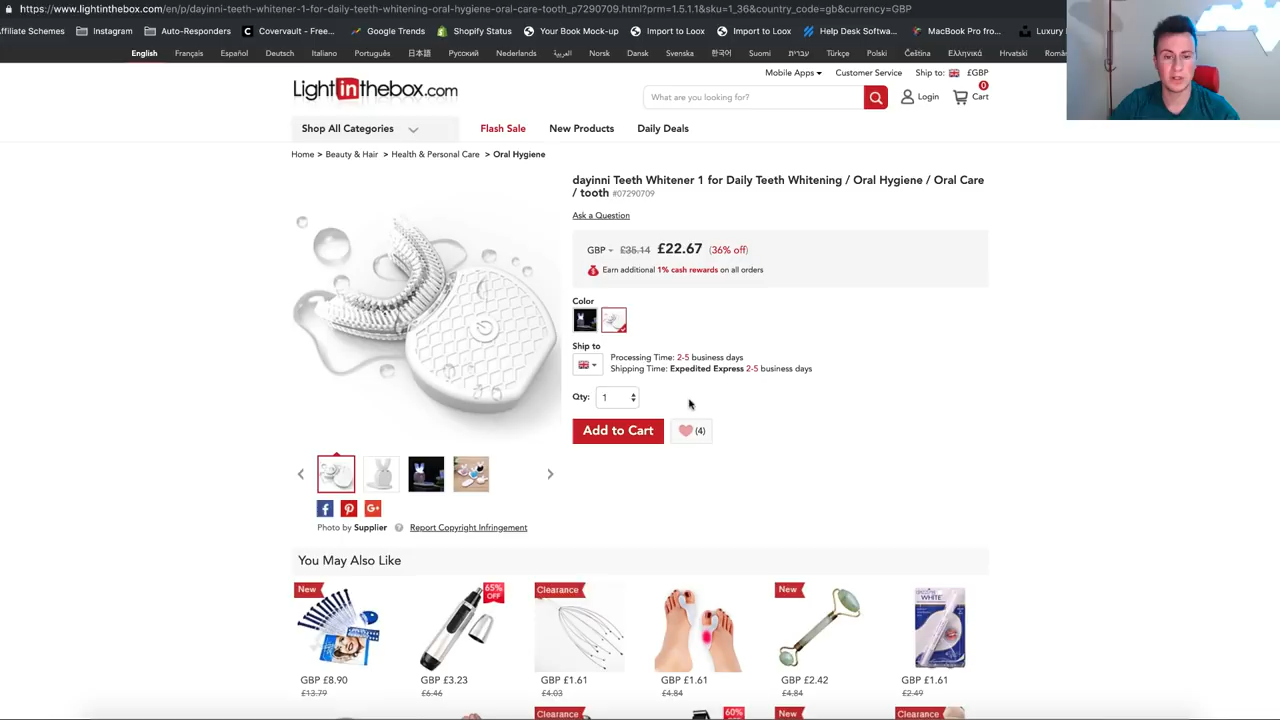 https://www.lightinthebox.com/en/p/dayinni-teeth-whitener-1-for-daily-teeth-whitening-oral-hygiene-oral-care-tooth_p7290709.html?prm=1.5.1.1&sku=1_36&country_code=gb&currency=GBP
ffiliate Schemes Instagram Auto-Responders Covervault - Free... Google Trends Shopify Status Your Book Mock-up Import to Loox Import to Loox Help Desk Softwa... MacBook Pro from... Luxury
English Français Español Deutsch Italiano Português 日本語 Русский Nederlands العربية Norsk Dansk Svenska 한국어 Suomi עברית Türkçe Polski Čeština Ελληνικά Hrvatski Româ
Mobile Apps Customer Service Ship to: £GBP
Lightinthebox.com
What are you looking for?
Login
0
Cart
Shop All Categories Flash Sale New Products Daily Deals
Home > Beauty & Hair > Health & Personal Care > Oral Hygiene
dayinni Teeth Whitener 1 for Daily Teeth Whitening / Oral Hygiene / Oral Care
/ tooth #07290709
Ask a Question
GBP £35.14 £22.67 (36% off)
$ Earn additional 1% cash rewards on all orders
Color
Ship to
Processing Time: 2-5 business days
Shipping Time: Expedited Express 2-5 business days
Qty: 1
Add to Cart (4)
f G+
Photo by Supplier ? Report Copyright Infringement
You May Also Like
New
65%
OFF
Clearance
New
WHITE
GBP £8.90 GBP £3.23 GBP £1.61 GBP £1.61 GBP £2.42 GBP £1.61
£13.79 £6.46 £4.03 £4.84 £4.84 £2.49
Clearance
60%
New
Clearance